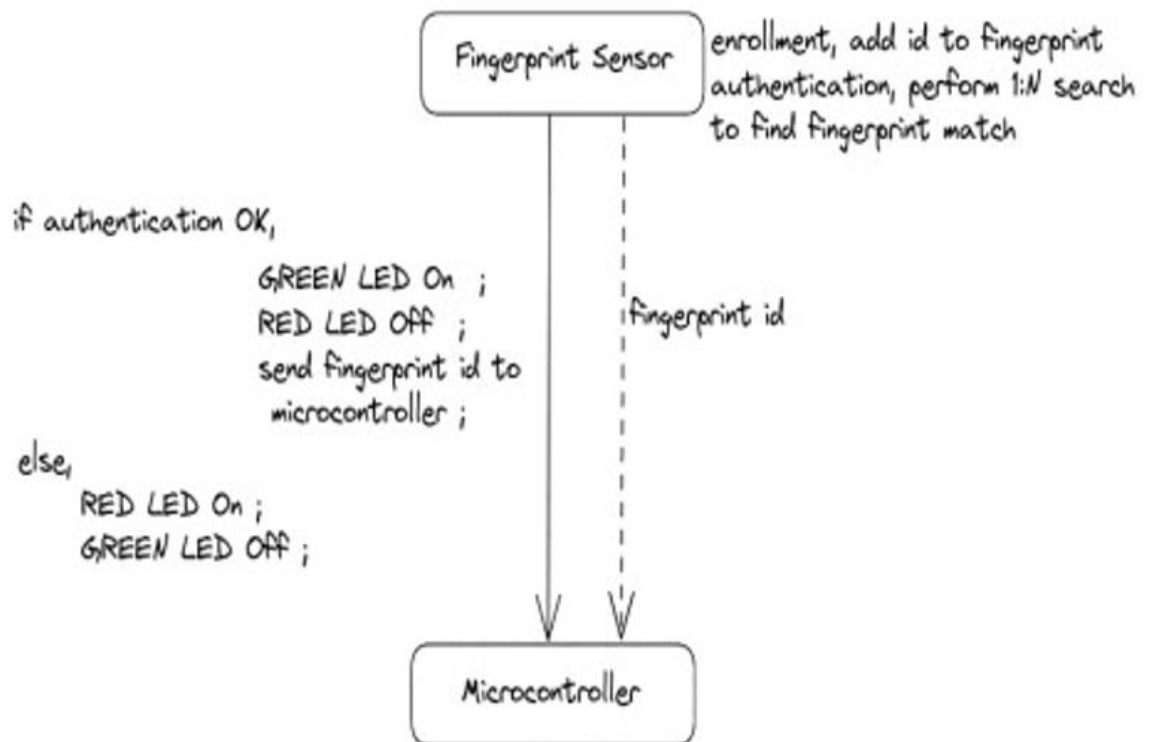 Fingerprint Sensor
enrollment, add id to fingerprint
authentication, perform 1:N search
to find fingerprint match
if authentication OK,
GREEN LED On ;
RED LED Off ;
send fingerprint id to
microcontroller ;
fingerprint id
else,
RED LED On ;
GREEN LED Off ;
Microcontroller